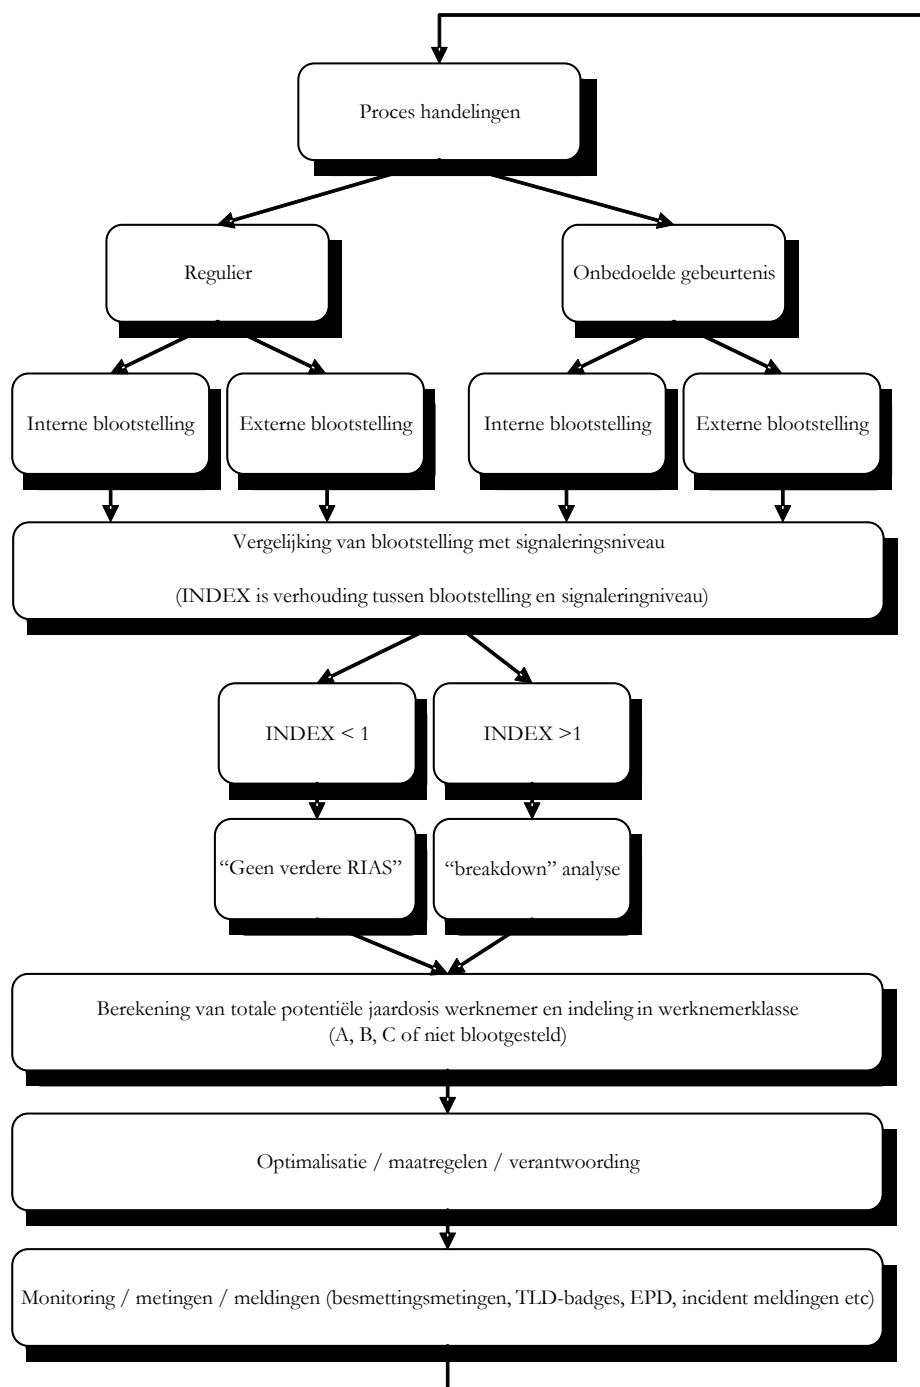 Proces handelingen
Regulier
Onbedoelde gebeurtenis
Interne blootstelling
Externe blootstelling
Interne blootstelling
Externe blootstelling
Vergelijking van blootstelling met signaleringsniveau
(INDEX is verhouding tussen blootstelling en signaleringniveau)
INDEX < 1
INDEX >1
“Geen verdere RIAS”
“breakdown” analyse
Berekening van totale potentiële jaardosis werknemer en indeling in werknemerklasse
(A, B, C of niet blootgesteld)
Optimalisatie / maatregelen / verantwoording
Monitoring / metingen / meldingen (besmettingsmetingen, TLD-badges, EPD, incident meldingen etc)